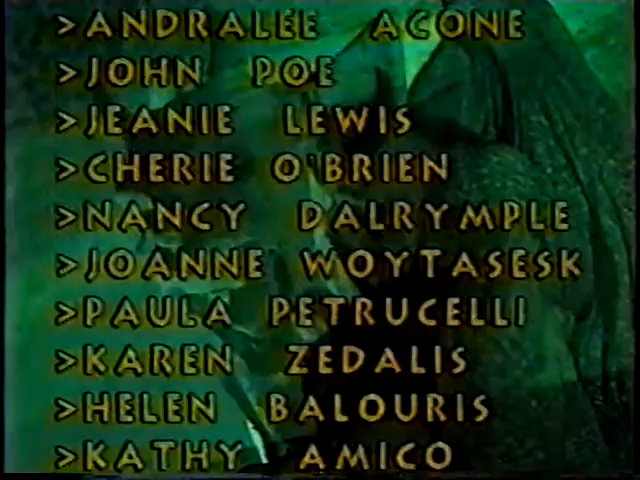 >ANDRALEE ACONE
>JOHN POE
>JEANIE LEWIS
>CHERIE O'BRIEN
>NANCY DALRYMPLE
>JOANNE WOYTASESK
>PAULA PETRUCELLI
>KAREN ZEDALIS
>HELEN BALOURIS
>KATHY AMICO